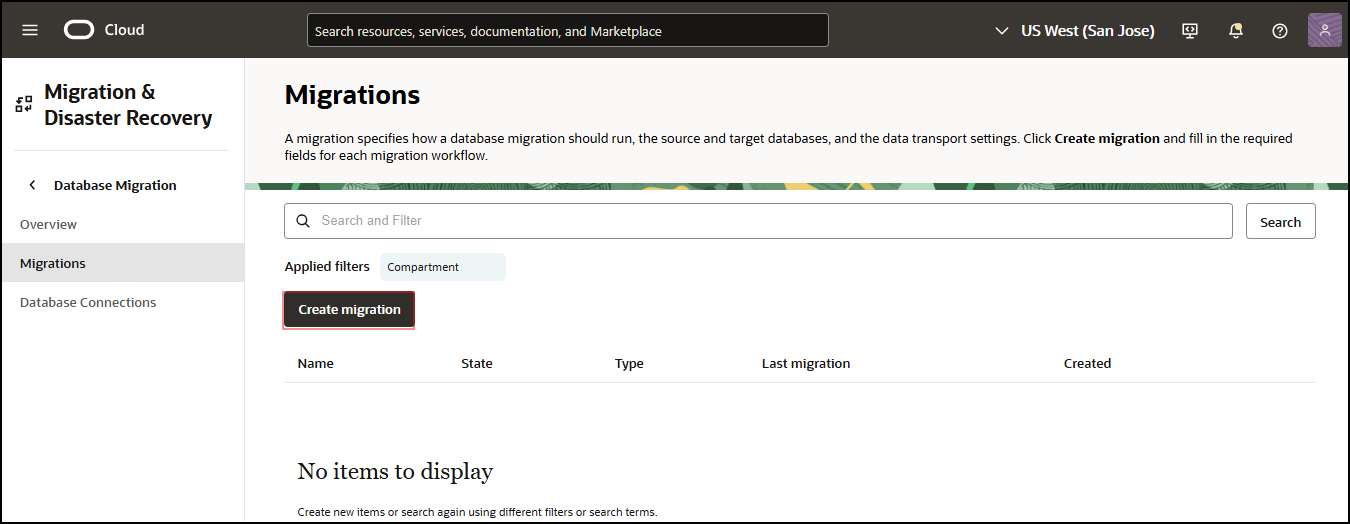 Cloud
Search resources, services, documentation, and Marketplace
US West (San Jose)
Migration &
Disaster Recovery
Database Migration
Overview
Migrations
Database Connections
Migrations
A migration specifies how a database migration should run, the source and target databases, and the data transport settings. Click Create migration and fill in the required
fields for each migration workflow.
Search and Filter
Search
Applied filters
Compartment
Create migration
Name State Type Last migration Created
No items to display
Create new items or search again using different filters or search terms.